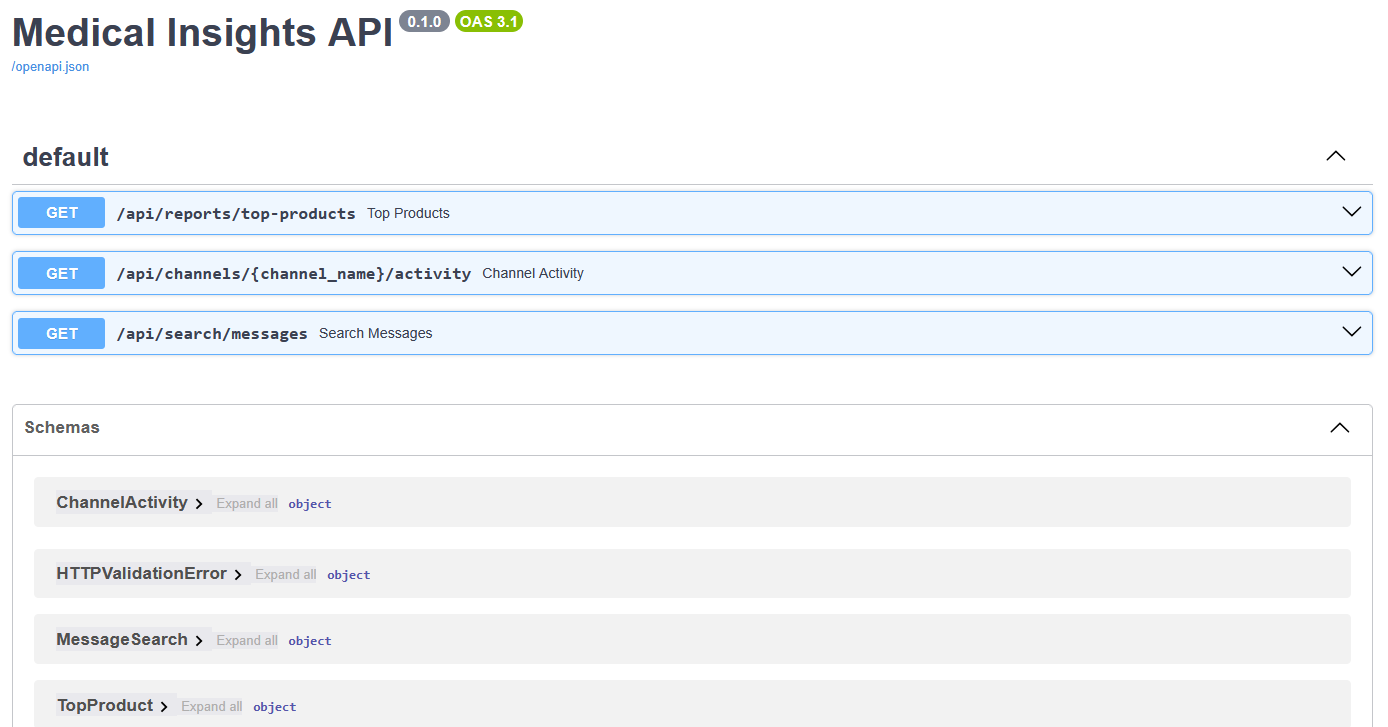 Medical Insights API 0.1.0 OAS 3.1
/openapi.json
default
GET /api/reports/top-products Top Products
GET /api/channels/{channel_name}/activity Channel Activity
GET /api/search/messages Search Messages
Schemas
ChannelActivity Expand all object
HTTPValidationError Expand all object
MessageSearch Expand all object
TopProduct Expand all object